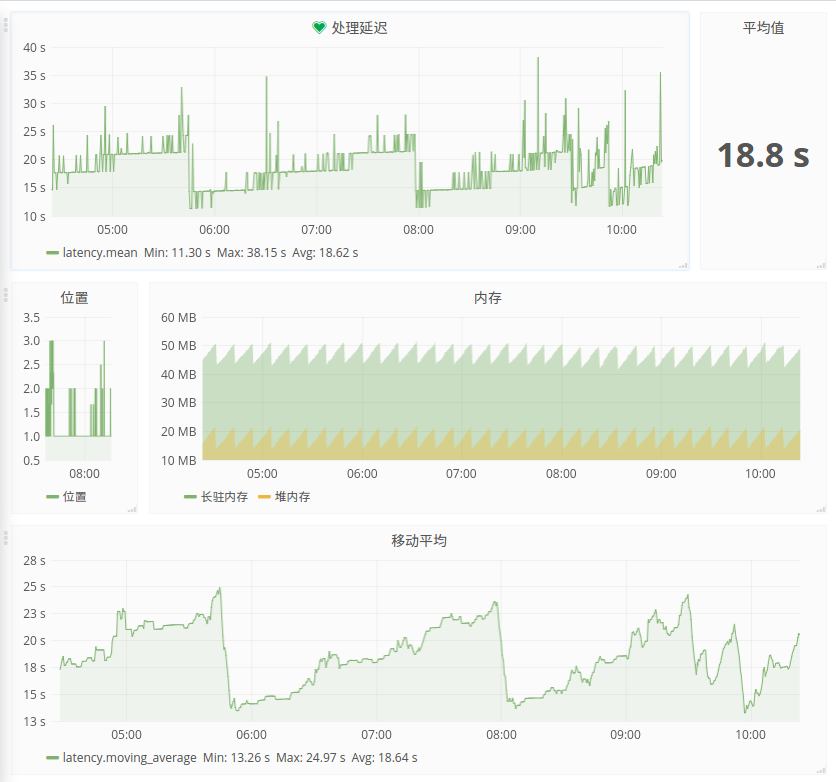 处理延迟
40 s
35 s
30 s
25 s
20 s
15 s
10 s
05:00 06:00 07:00 08:00 09:00 10:00
latency.mean Min: 11.30 s Max: 38.15 s Avg: 18.62 s
平均值
18.8 s
位置
3.5
3.0
2.5
2.0
1.5
1.0
0.5
08:00
位置
内存
60 MB
50 MB
40 MB
30 MB
20 MB
10 MB
05:00 06:00 07:00 08:00 09:00 10:00
长驻内存 堆内存
移动平均
28 s
25 s
23 s
20 s
18 s
15 s
13 s
05:00 06:00 07:00 08:00 09:00 10:00
latency.moving_average Min: 13.26 s Max: 24.97 s Avg: 18.64 s